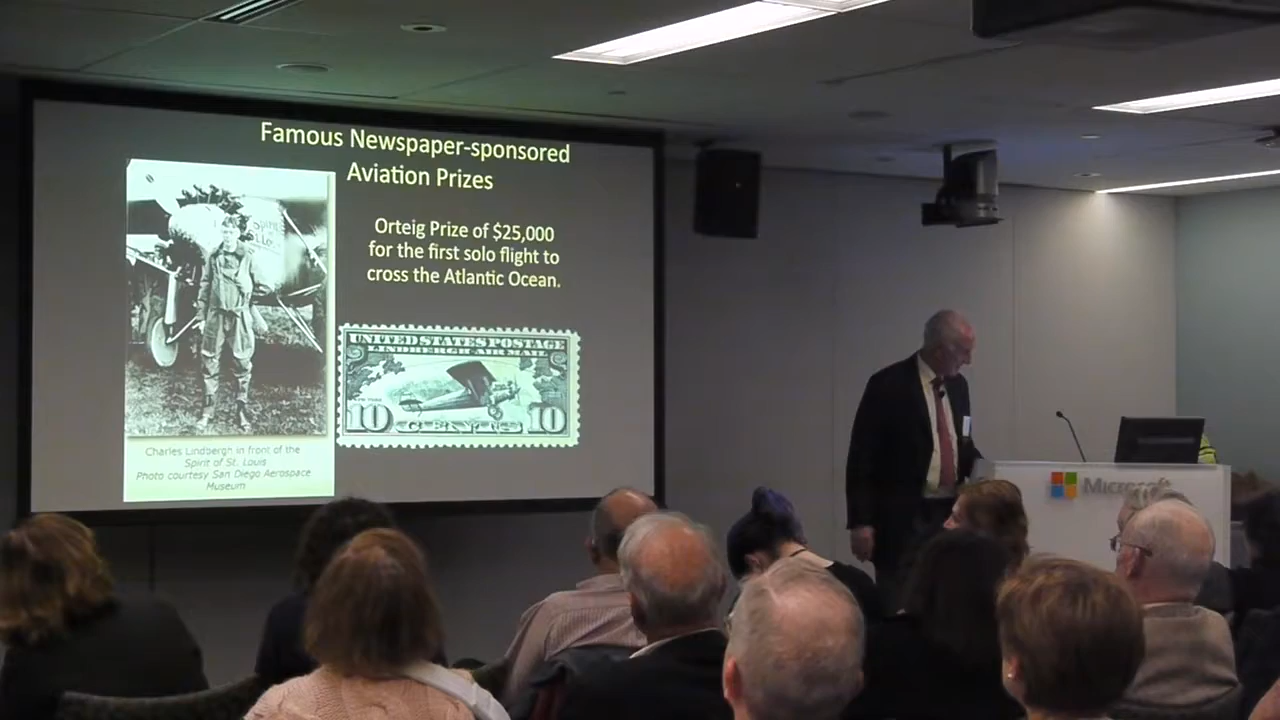 Famous Newspaper-sponsored
Aviation Prizes
Orteig Prize of $25,000
for the first solo flight to
cross the Atlantic Ocean.
UNITED STATES POSTAGE
LINDBERGH AIR MAIL
10 CENTS 10
Charles Lindbergh in front of the
Spirit of St. Louis
Photo courtesy San Diego Aerospace
Museum
Microsoft